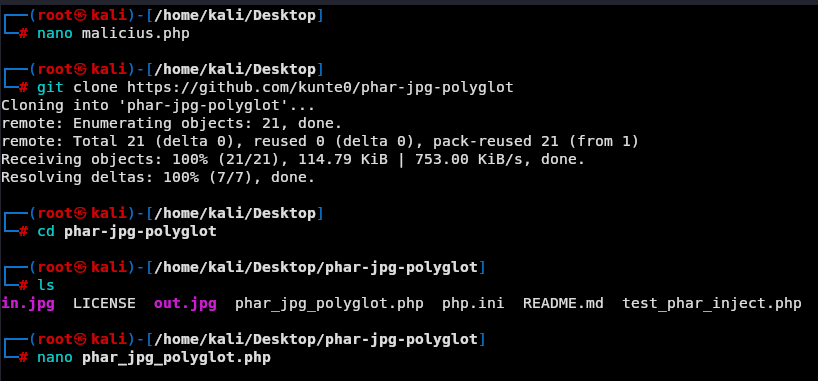 (root㉿kali)-[/home/kali/Desktop]
# nano malicius.php
(root㉿kali)-[/home/kali/Desktop]
# git clone https://github.com/kunte0/phar-jpg-polyglot
Cloning into 'phar-jpg-polyglot'...
remote: Enumerating objects: 21, done.
remote: Total 21 (delta 0), reused 0 (delta 0), pack-reused 21 (from 1)
Receiving objects: 100% (21/21), 114.79 KiB | 753.00 KiB/s, done.
Resolving deltas: 100% (7/7), done.
(root㉿kali)-[/home/kali/Desktop]
# cd phar-jpg-polyglot
(root㉿kali)-[/home/kali/Desktop/phar-jpg-polyglot]
# ls
in.jpg  LICENSE  out.jpg  phar_jpg_polyglot.php  php.ini  README.md  test_phar_inject.php
(root㉿kali)-[/home/kali/Desktop/phar-jpg-polyglot]
# nano phar_jpg_polyglot.php